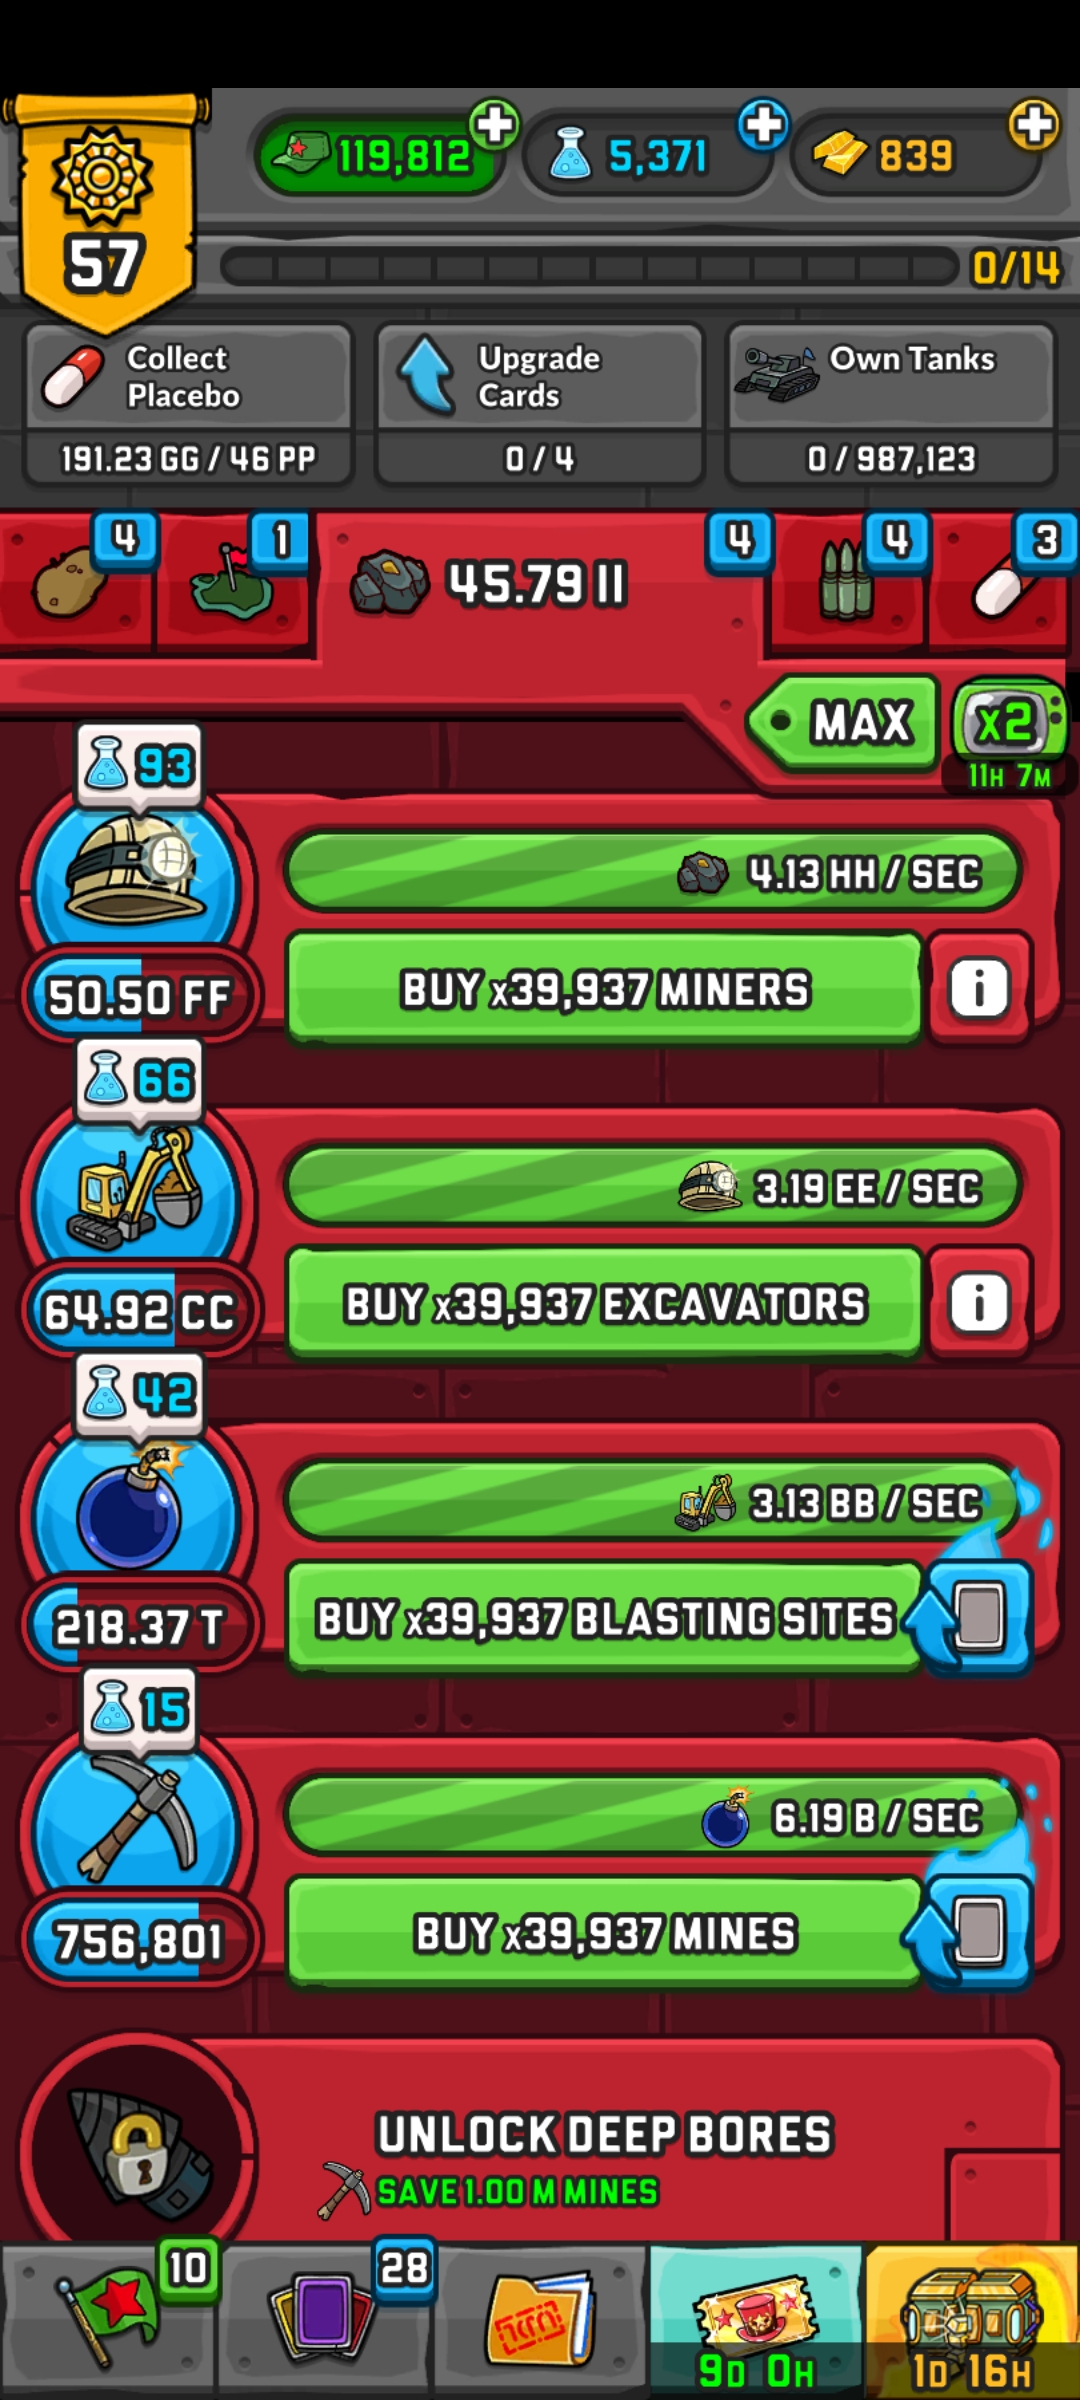 119,812
5,371
839
57
0/14
Collect
Placebo
Upgrade
Cards
Own Tanks
191.23 GG / 46 PP
0 / 4
0 / 987,123
4
1
45.79 II
4
4
3
MAX
x2
11H 7M
93
4.13 HH / SEC
50.50 FF
BUY x39,937 MINERS
i
66
3.19 EE / SEC
64.92 CC
BUY x39,937 EXCAVATORS
i
42
3.13 BB / SEC
218.37 T
BUY x39,937 BLASTING SITES
15
6.19 B / SEC
756,801
BUY x39,937 MINES
UNLOCK DEEP BORES
SAVE 1.00 M MINES
10
28
9D 0H
1D 16H